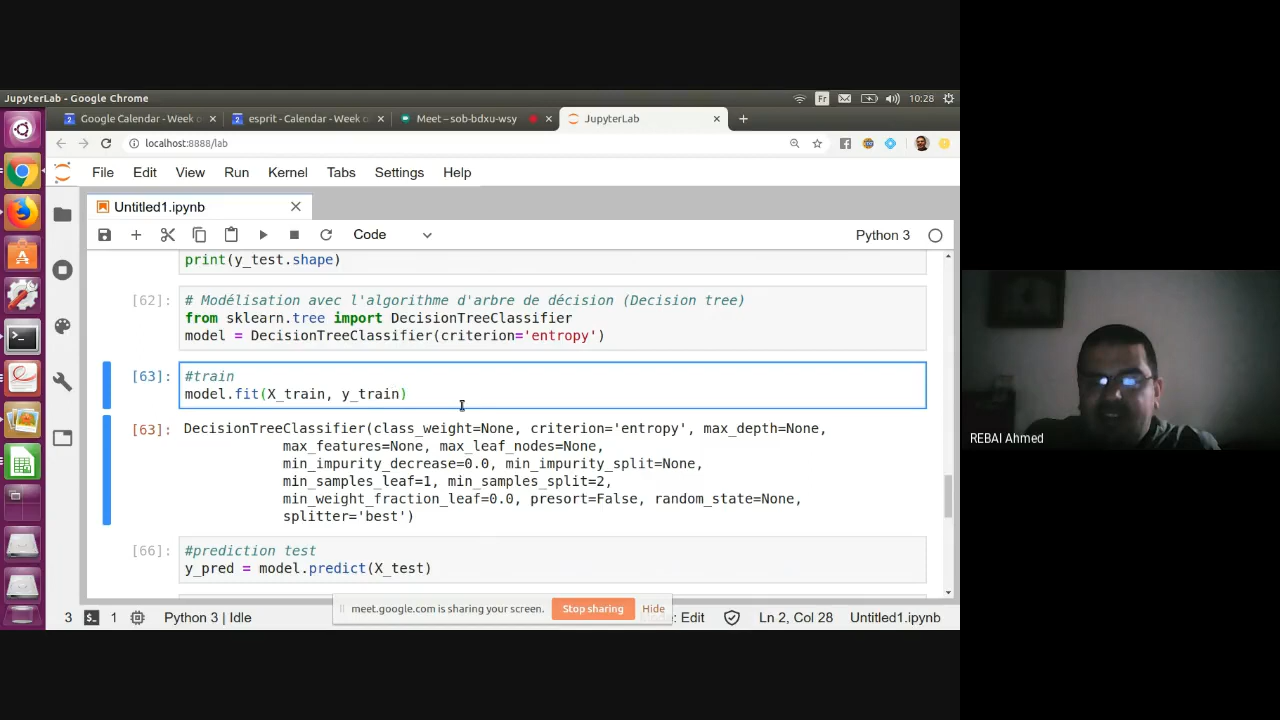 JupyterLab - Google Chrome
Fr
10:28
Google Calendar - Week o
esprit - Calendar - Week o
Meet – sob-bdxu-wsy
JupyterLab
localhost:8888/lab
File Edit View Run Kernel Tabs Settings Help
Untitled1.ipynb
Code
Python 3
print(y_test.shape)
[62]:
# Modélisation avec l'algorithme d'arbre de décision (Decision tree)
from sklearn.tree import DecisionTreeClassifier
model = DecisionTreeClassifier(criterion='entropy')
[63]:
#train
model.fit(X_train, y_train)
[63]:
DecisionTreeClassifier(class_weight=None, criterion='entropy', max_depth=None,
max_features=None, max_leaf_nodes=None,
min_impurity_decrease=0.0, min_impurity_split=None,
min_samples_leaf=1, min_samples_split=2,
min_weight_fraction_leaf=0.0, presort=False, random_state=None,
splitter='best')
[66]:
#prediction test
y_pred = model.predict(X_test)
meet.google.com is sharing your screen.
Stop sharing
Hide
3
1
Python 3 | Idle
Edit
Ln 2, Col 28
Untitled1.ipynb
REBAI Ahmed